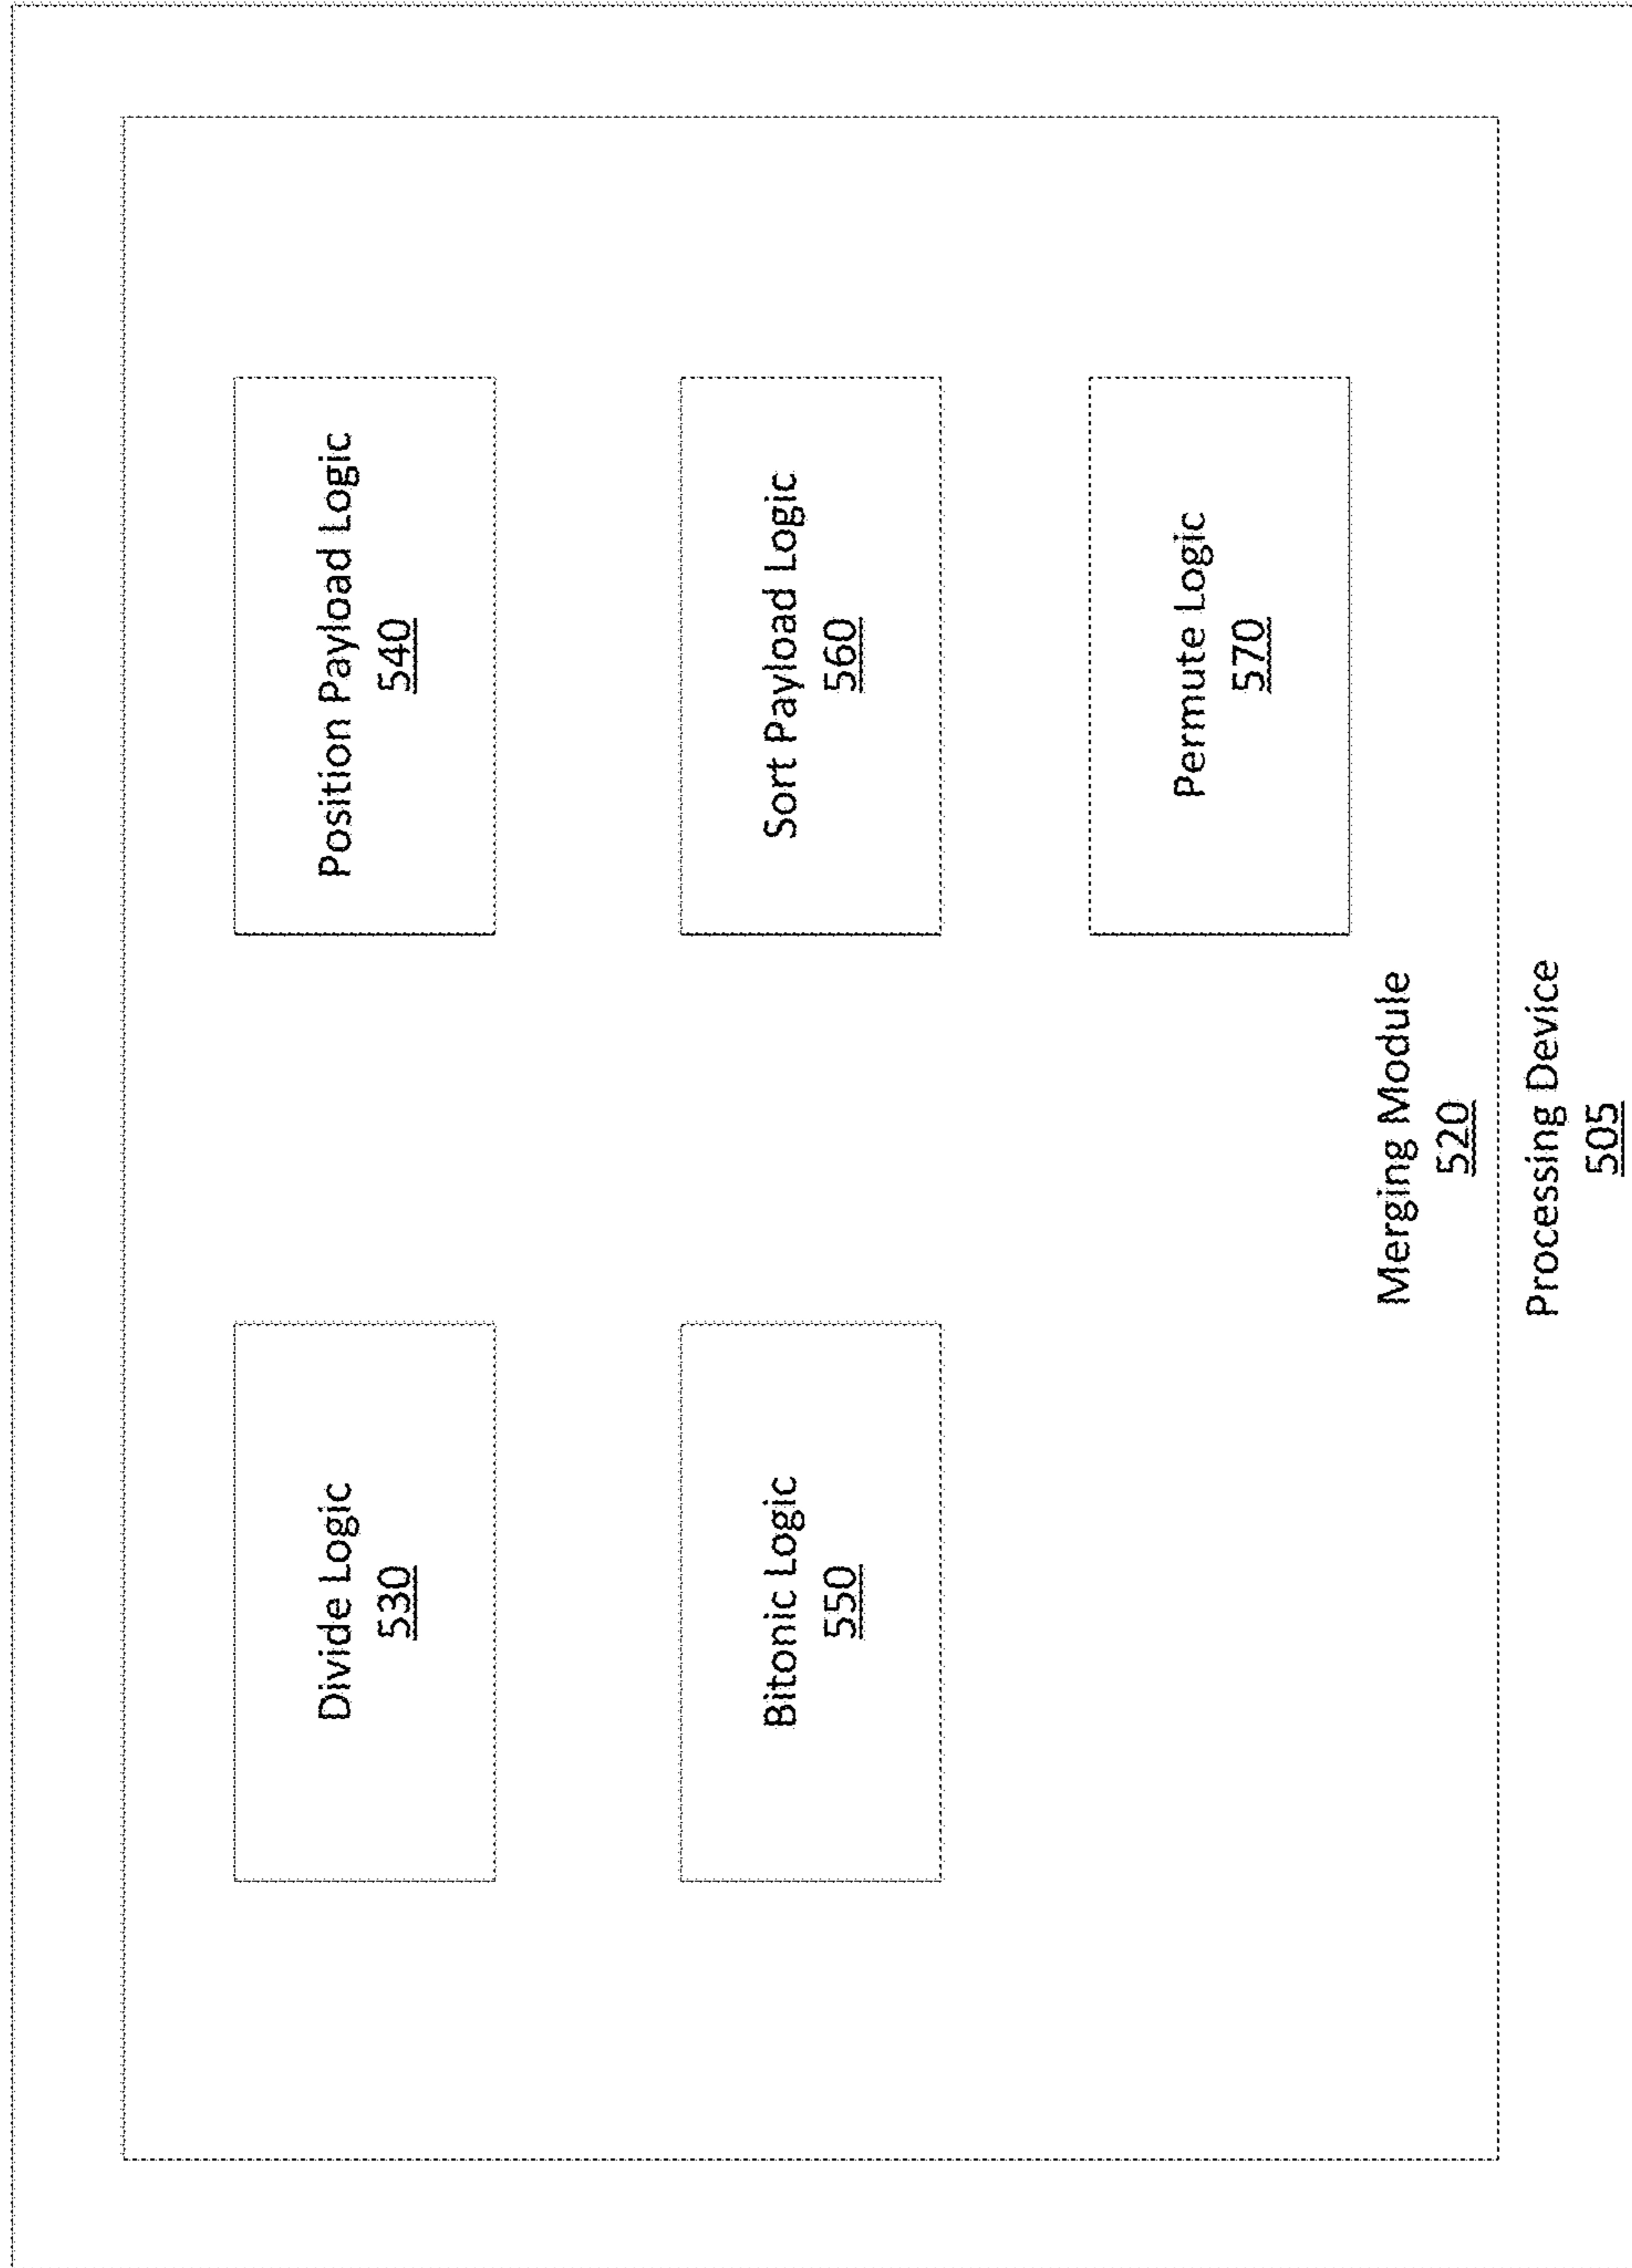 Divide Logic
530
Position Payload Logic
540
Bitonic Logic
550
Sort Payload Logic
560
Permute Logic
570
Merging Module
520
Processing Device
505